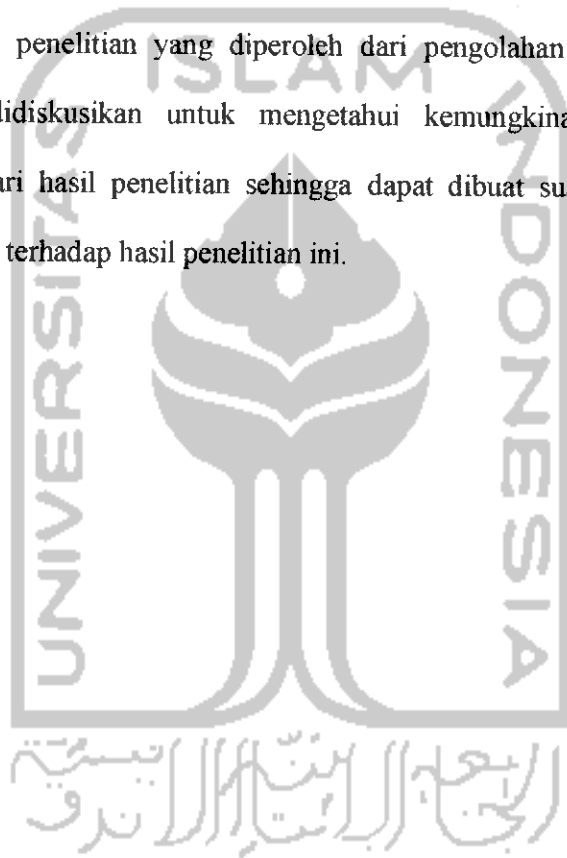 penelitian yang diperoleh dari pengolahan
didiskusikan untuk mengetahui kemungkina
ari hasil penelitian sehingga dapat dibuat su
terhadap hasil penelitian ini.
UNIVERSITAS
ISLAM
INDONESIA